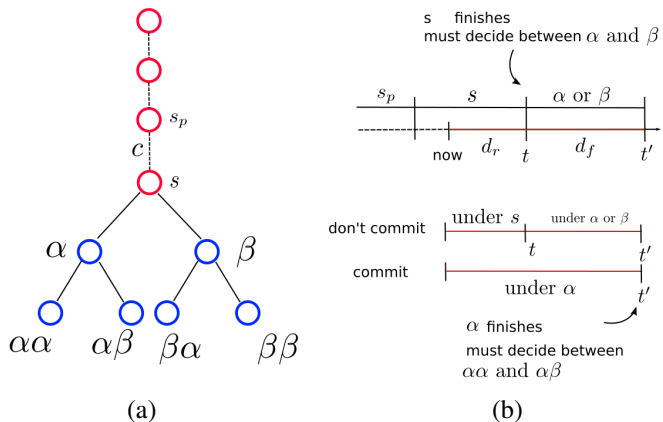 s_p
c
s
α
β
αα
αβ
βα
ββ
(a)
s finishes
must decide between α and β
s_p
s
α or β
now
d_r
t
d_f
t'
don't commit
under s
under α or β
t
t'
commit
under α
t'
α finishes
must decide between
αα and αβ
(b)